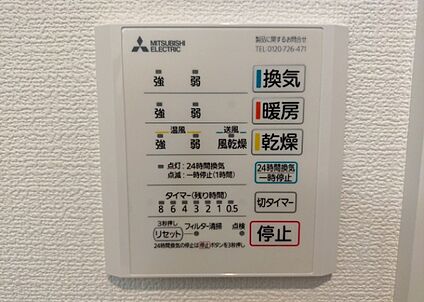 MITSUBISHI
ELECTRIC
製品に関するお問合せ
TEL:0120-726-471
強 弱 換気
強 弱 暖房
温風 送風
強 弱 風乾燥 乾燥
点灯:24時間換気
点滅:一時停止(1時間)
24時間換気
一時停止
タイマー(残り時間)
8 6 4 3 2 1 0.5
切タイマー
3秒押し
リセット フィルター清掃 点検
停止
24時間換気の停止は停止ボタンを3秒押し